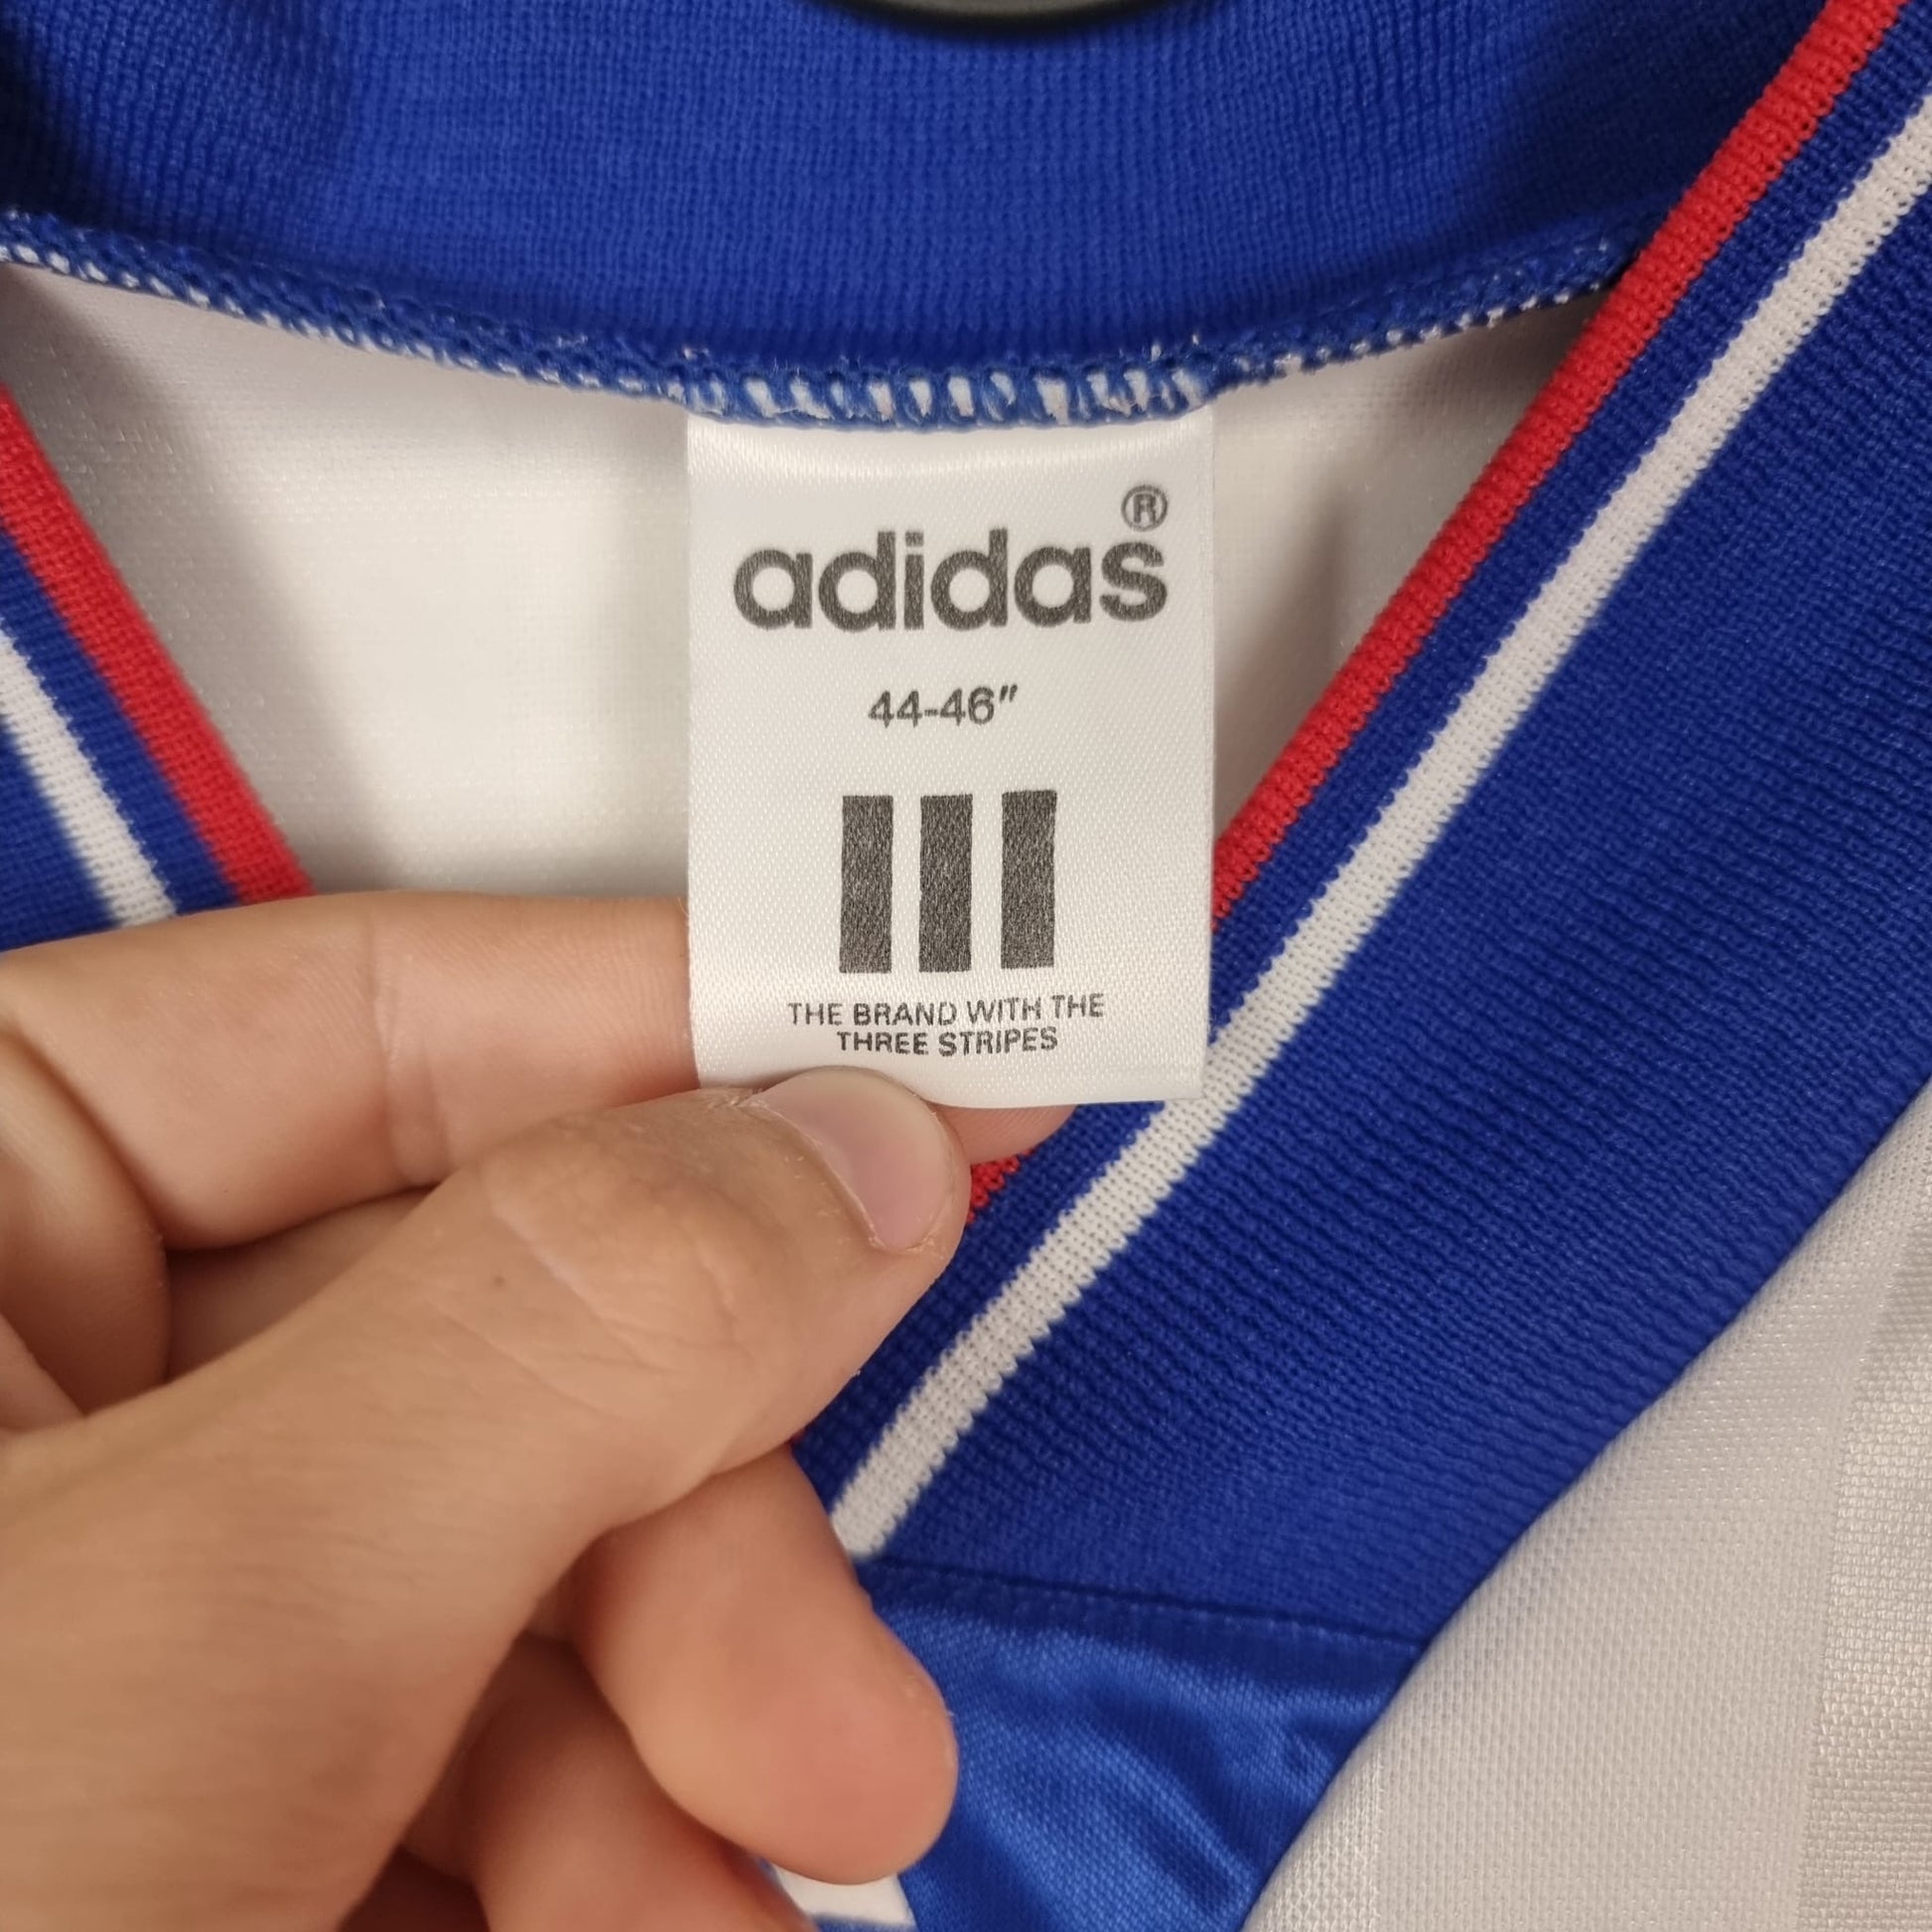 adidas®
44-46"
THE BRAND WITH THE
THREE STRIPES